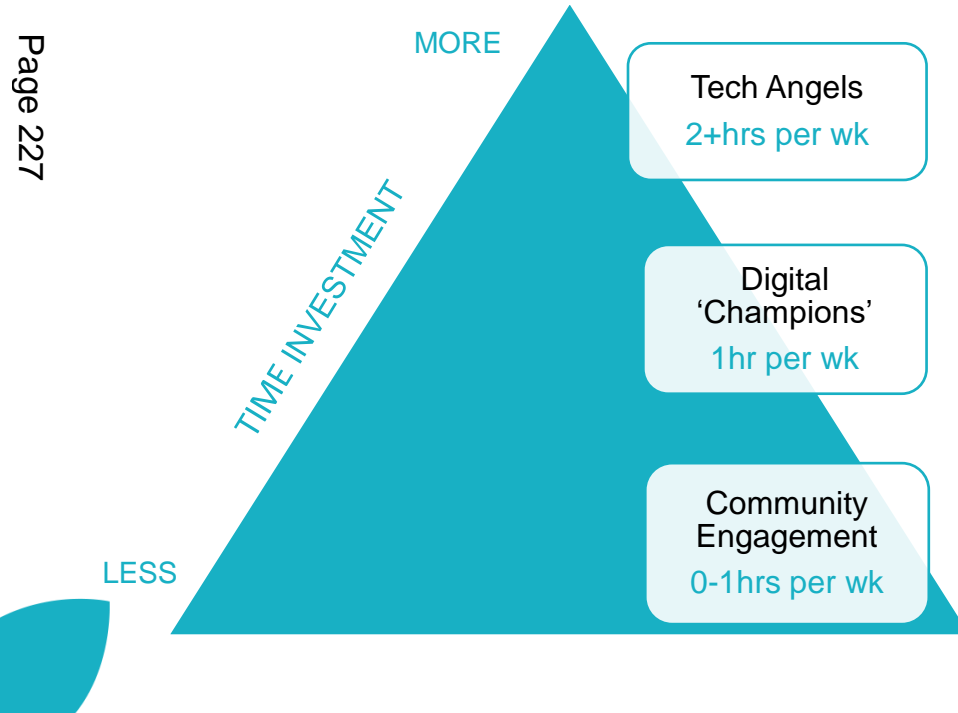 Page 227
MORE
TIME INVESTMENT
LESS
Tech Angels
2+hrs per wk
Digital
‘Champions’
1hr per wk
Community
Engagement
0-1hrs per wk